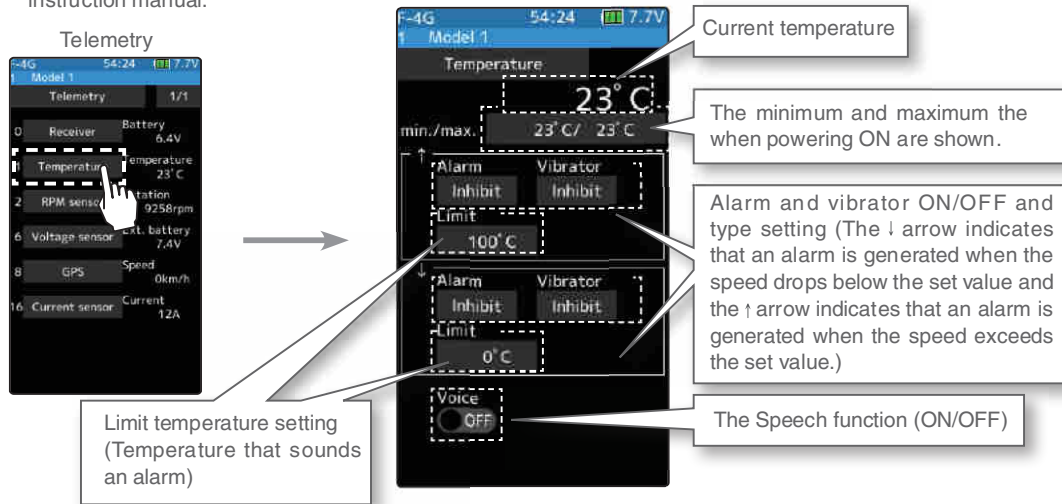 instruction manual.
Telemetry
F-4G 54:24 7.7V
1 Model 1
Telemetry 1/1
0 Receiver Battery
6.4V
Temperature Temperature
23°C
2 RPM
9258rpm
6 Voltage sensor Ext. battery
7.4V
8 GPS Speed
0km/h
16 Current sensor Current
12A
F-4G 54:24 7.7V
1 Model 1
Temperature
23°C
min./max. 23°C/ 23°C
↑
Alarm Vibrator
Inhibit Inhibit
Limit
100°C
↓
Alarm Vibrator
Inhibit Inhibit
Limit
0°C
Voice
OFF
Current temperature
The minimum and maximum the
when powering ON are shown.
Alarm and vibrator ON/OFF and
type setting (The ↓ arrow indicates
that an alarm is generated when the
speed drops below the set value and
the ↑ arrow indicates that an alarm is
generated when the speed exceeds
the set value.)
The Speech function (ON/OFF)
Limit temperature setting
(Temperature that sounds
an alarm)